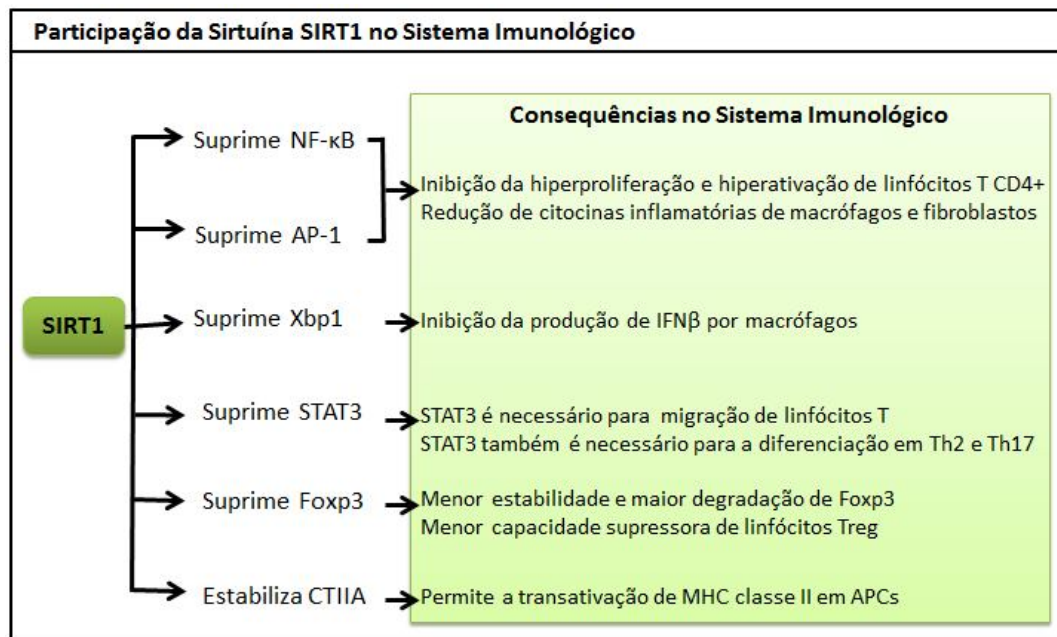 Participação da Sirtuína SIRT1 no Sistema Imunológico
Consequências no Sistema Imunológico
SIRT1
Suprime NF-κB
Suprime AP-1
Inibição da hiperproliferação e hiperativação de linfócitos T CD4+
Redução de citocinas inflamatórias de macrófagos e fibroblastos
Suprime Xbp1
Inibição da produção de IFNβ por macrófagos
Suprime STAT3
STAT3 é necessário para migração de linfócitos T
STAT3 também é necessário para a diferenciação em Th2 e Th17
Suprime Foxp3
Menor estabilidade e maior degradação de Foxp3
Menor capacidade supressora de linfócitos Treg
Estabiliza CTIIA
Permite a transativação de MHC classe II em APCs